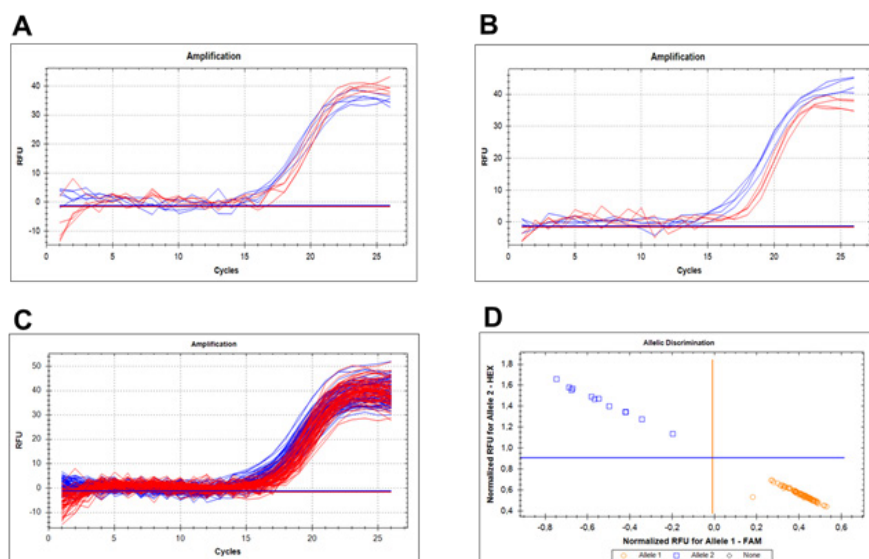 A
Amplification
40
30
20
10
0
-10
RFU
0
5
10
15
20
25
Cycles
B
Amplification
40
30
20
10
0
RFU
0
5
10
15
20
25
Cycles
C
Amplification
50
40
30
20
10
0
-10
RFU
0
5
10
15
20
25
Cycles
D
Allelic Discrimination
1.8
1.6
1.4
1.2
1.0
0.8
0.6
0.4
Normalized RFU for Allele 2 - HEX
-0,8 -0,6 -0,4 -0,2 0,0 0,2 0,4 0,6
Normalized RFU for Allele 1 - FAM
Allele 1 Allele 2 None